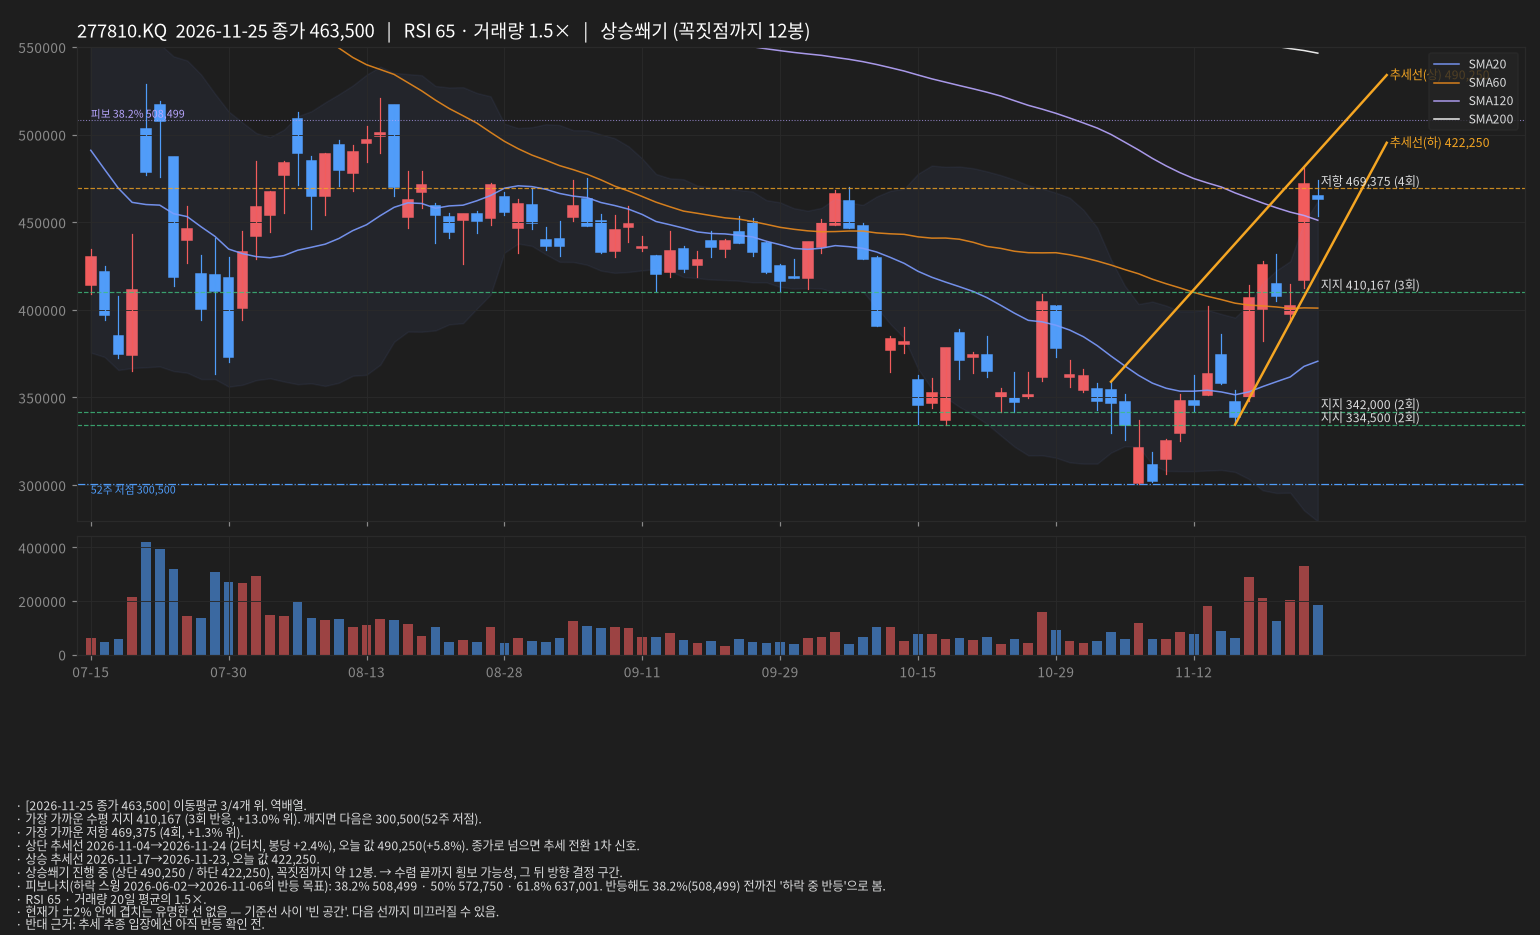 277810.KQ 2026-11-25 종가 463,500 | RSI 65 · 거래량 1.5× | 상승쐐기 (꼭짓점까지 12봉)
550000
추세선(상) 490,250
SMA20
SMA60
SMA120
SMA200
피보 38.2% 508,499
500000
추세선(하) 422,250
저항 469,375 (4회)
450000
지지 410,167 (3회)
400000
350000
지지 342,000 (2회)
지지 334,500 (2회)
300000
52주 저점 300,500
400000
200000
0
07-15 07-30 08-13 08-28 09-11 09-29 10-15 10-29 11-12
· [2026-11-25 종가 463,500] 이동평균 3/4개 위. 역배열.
· 가장 가까운 수평 지지 410,167 (3회 반응, +13.0% 위). 깨지면 다음은 300,500(52주 저점).
· 가장 가까운 저항 469,375 (4회, +1.3% 위).
· 상단 추세선 2026-11-04→2026-11-24 (2터치, 봉당 +2.4%), 오늘 값 490,250(+5.8%). 종가로 넘으면 추세 전환 1차 신호.
· 상승 추세선 2026-11-17→2026-11-23, 오늘 값 422,250.
· 상승쐐기 진행 중 (상단 490,250 / 하단 422,250), 꼭짓점까지 약 12봉. → 수렴 끝까지 횡보 가능성, 그 뒤 방향 결정 구간.
· 피보나치(하락 스윙 2026-06-02→2026-11-06의 반등 목표): 38.2% 508,499 · 50% 572,750 · 61.8% 637,001. 반등해도 38.2%(508,499) 전까진 '하락 중 반등'으로 봄.
· RSI 65 · 거래량 20일 평균의 1.5×.
· 현재가 ±2% 안에 겹치는 유명한 선 없음 — 기준선 사이 '빈 공간'. 다음 선까지 미끄러질 수 있음.
· 반대 근거: 추세 추종 입장에선 아직 반등 확인 전.